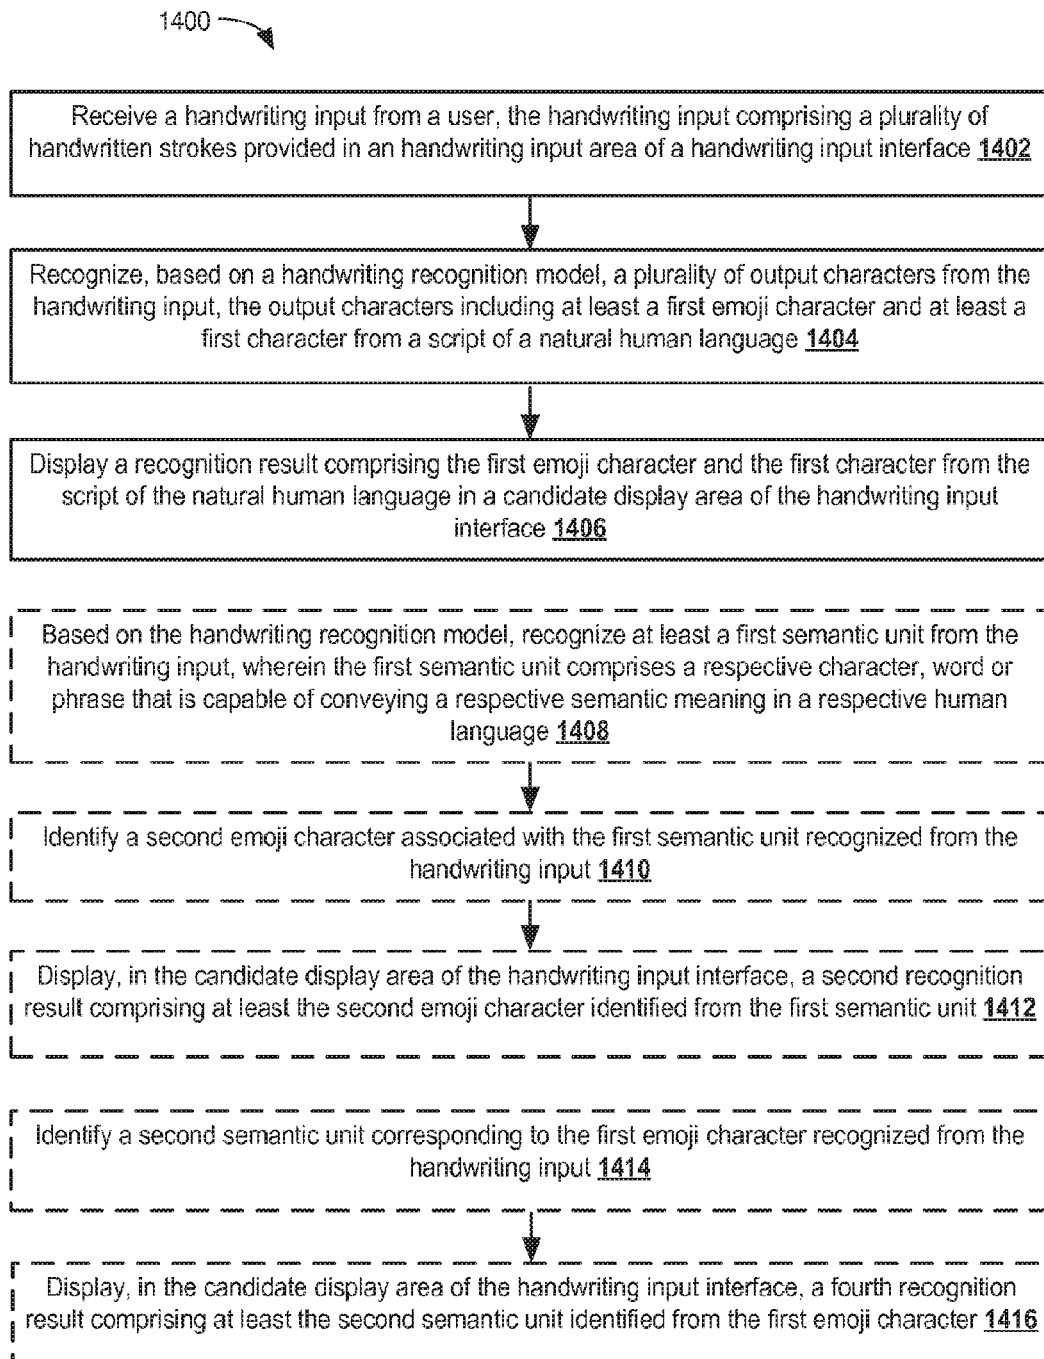 1400
Receive a handwriting input from a user, the handwriting input comprising a plurality of
handwritten strokes provided in an handwriting input area of a handwriting input interface 1402
Recognize, based on a handwriting recognition model, a plurality of output characters from the
handwriting input, the output characters including at least a first emoji character and at least a
first character from a script of a natural human language 1404
Display a recognition result comprising the first emoji character and the first character from the
script of the natural human language in a candidate display area of the handwriting input
interface 1406
Based on the handwriting recognition model, recognize at least a first semantic unit from the
handwriting input, wherein the first semantic unit comprises a respective character, word or
phrase that is capable of conveying a respective semantic meaning in a respective human
language 1408
Identify a second emoji character associated with the first semantic unit recognized from the
handwriting input 1410
Display, in the candidate display area of the handwriting input interface, a second recognition
result comprising at least the second emoji character identified from the first semantic unit 1412
Identify a second semantic unit corresponding to the first emoji character recognized from the
handwriting input 1414
Display, in the candidate display area of the handwriting input interface, a fourth recognition
result comprising at least the second semantic unit identified from the first emoji character 1416